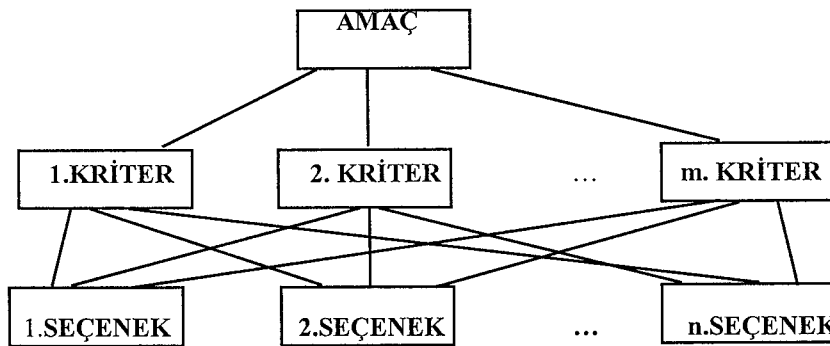 AMAÇ
1.KRİTER 2. KRİTER ... m. KRİTER
1.SEÇENEK 2.SEÇENEK ... n.SEÇENEK